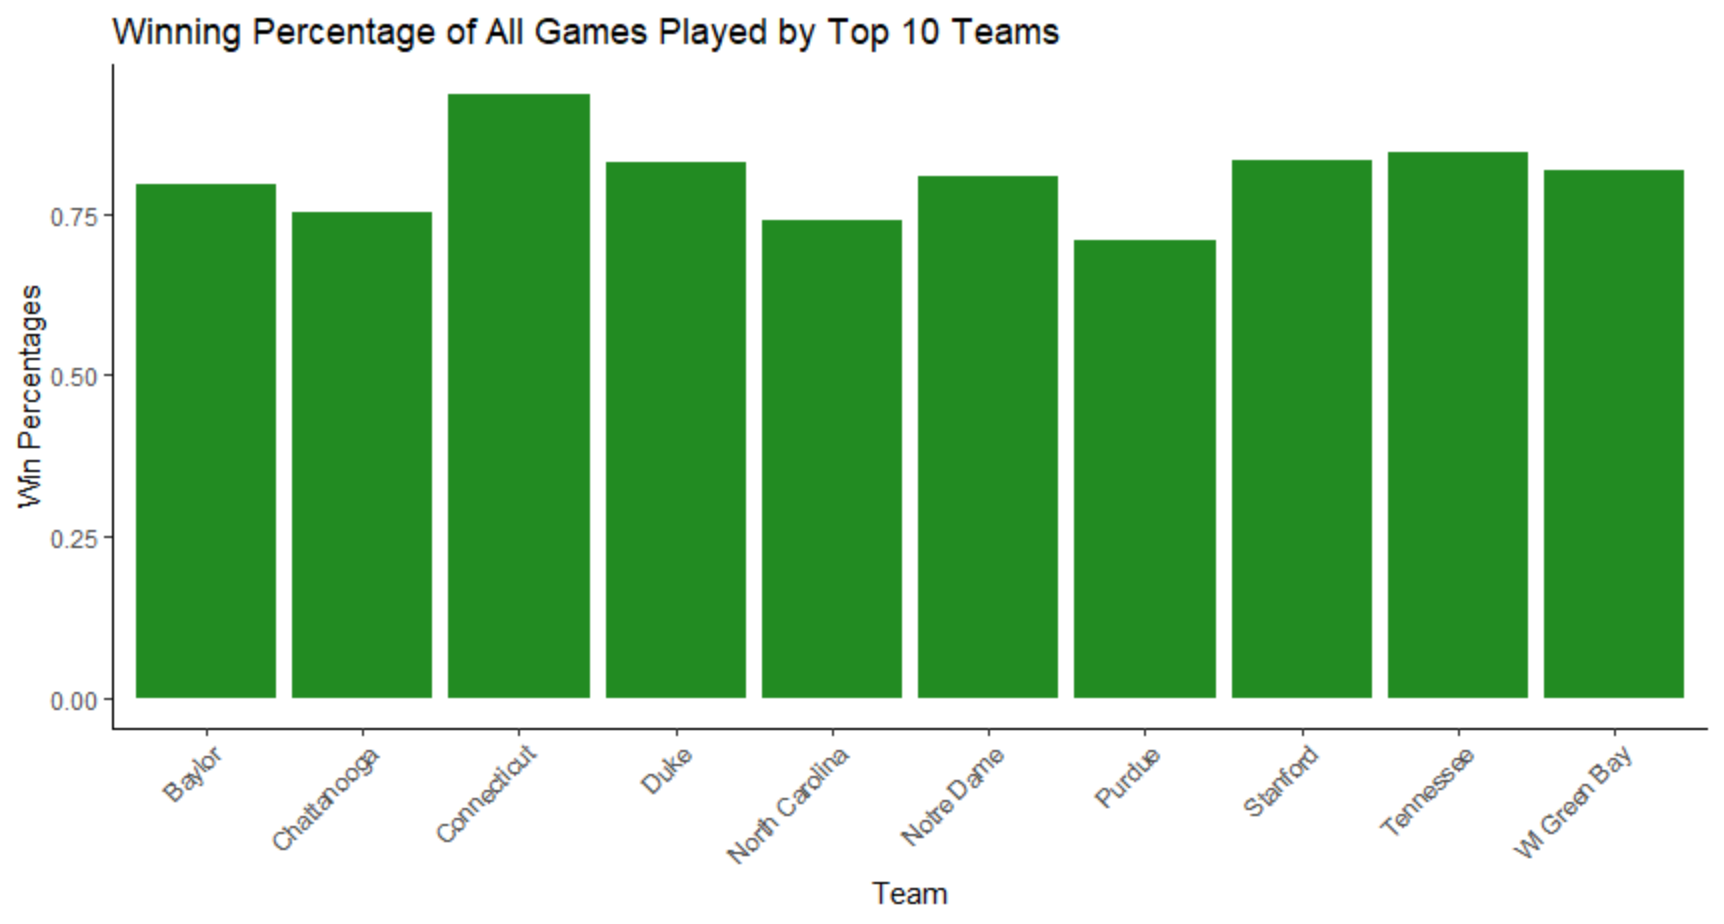 Winning Percentage of All Games Played by Top 10 Teams
Win Percentages
0.75
0.50
0.25
0.00
Baylor
Chattanooga
Connecticut
Duke
North Carolina
Notre Dame
Purdue
Stanford
Tennessee
WI Green Bay
Team